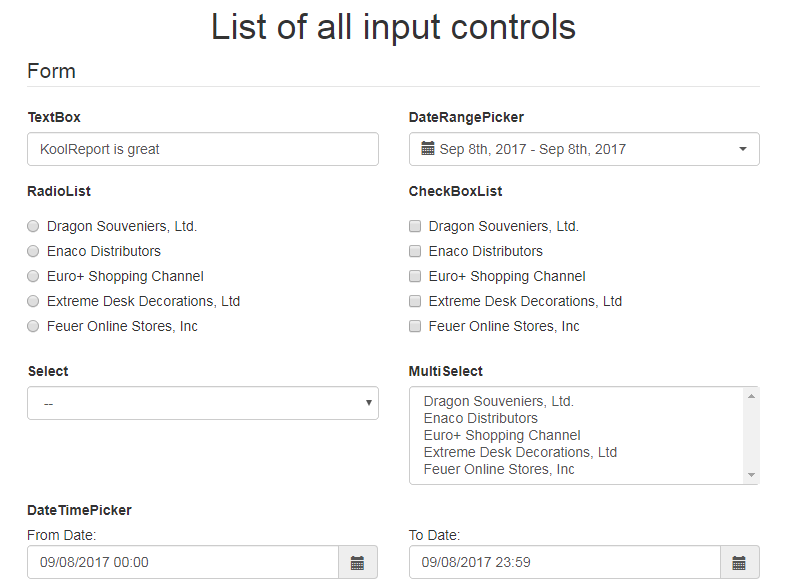 List of all input controls
Form
TextBox
KoolReport is great
DateRangePicker
Sep 8th, 2017 - Sep 8th, 2017
RadioList
Dragon Souveniers, Ltd.
Enaco Distributors
Euro+ Shopping Channel
Extreme Desk Decorations, Ltd
Feuer Online Stores, Inc
CheckBoxList
Dragon Souveniers, Ltd.
Enaco Distributors
Euro+ Shopping Channel
Extreme Desk Decorations, Ltd
Feuer Online Stores, Inc
Select
--
MultiSelect
Dragon Souveniers, Ltd.
Enaco Distributors
Euro+ Shopping Channel
Extreme Desk Decorations, Ltd
Feuer Online Stores, Inc
DateTimePicker
From Date:
09/08/2017 00:00
To Date:
09/08/2017 23:59